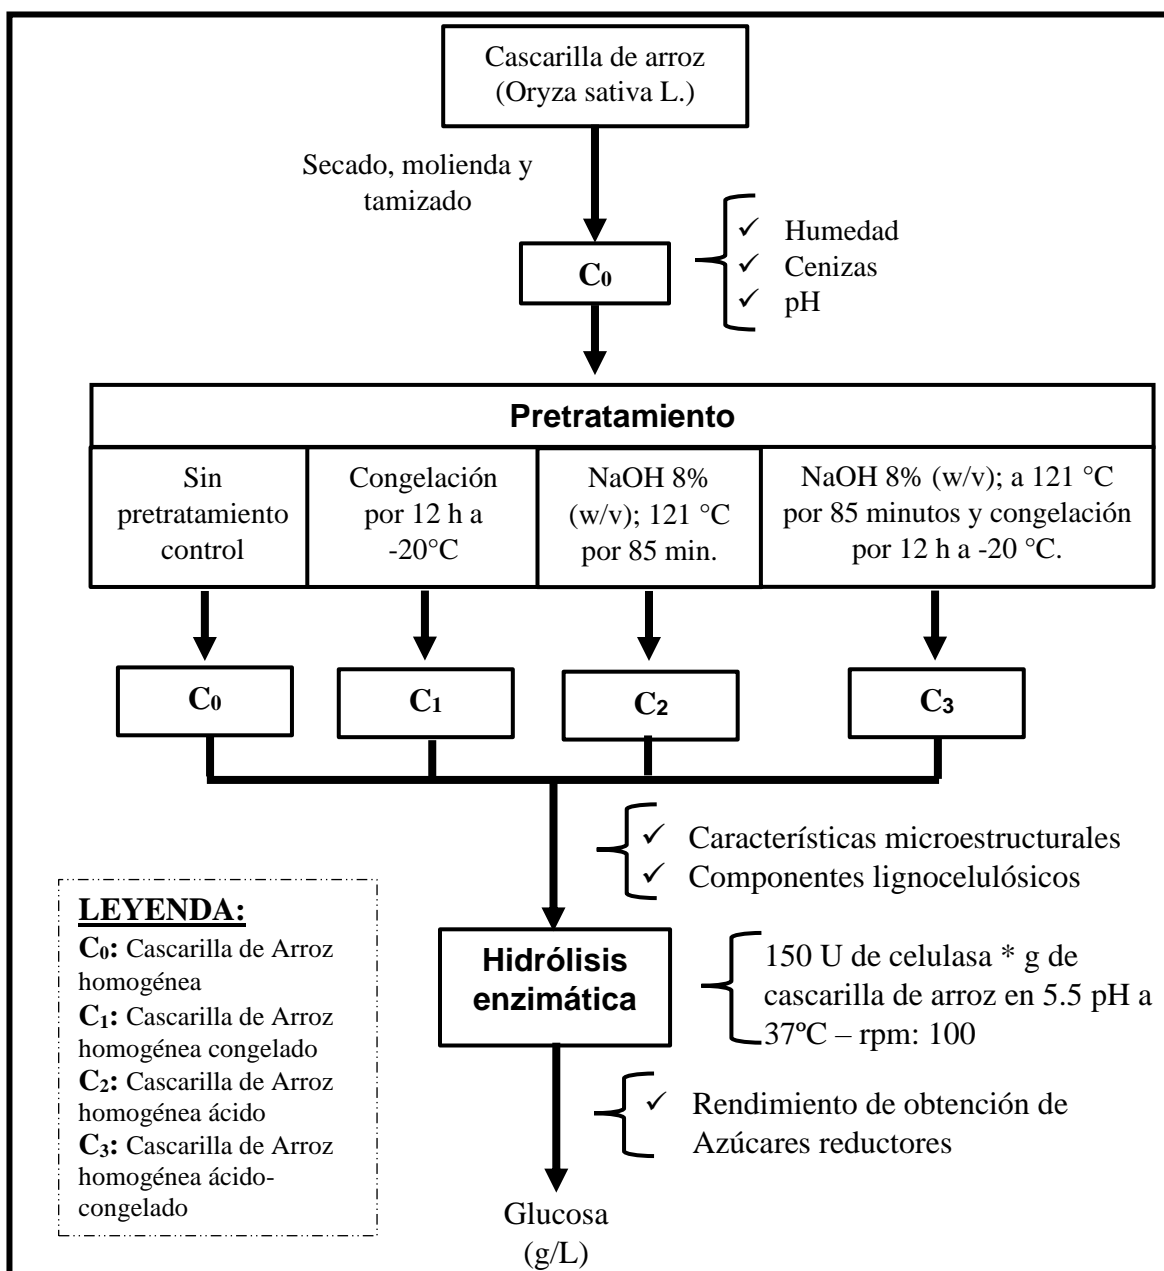 Cascarilla de arroz
(Oryza sativa L.)
Secado, molienda y
tamizado
C₀
✓ Humedad
✓ Cenizas
✓ pH
Pretratamiento
Sin
pretratamiento
control
Congelación
por 12 h a
-20°C
NaOH 8%
(w/v); 121 °C
por 85 min.
NaOH 8% (w/v); a 121 °C
por 85 minutos y congelación
por 12 h a -20 °C.
C₀
C₁
C₂
C₃
✓ Características microestructurales
✓ Componentes lignocelulósicos
LEYENDA:
C₀: Cascarilla de Arroz
homogénea
C₁: Cascarilla de Arroz
homogénea congelado
C₂: Cascarilla de Arroz
homogénea ácido
C₃: Cascarilla de Arroz
homogénea ácido-
congelado
Hidrólisis
enzimática
150 U de celulasa * g de
cascarilla de arroz en 5.5 pH a
37ºC – rpm: 100
✓ Rendimiento de obtención de
Azúcares reductores
Glucosa
(g/L)